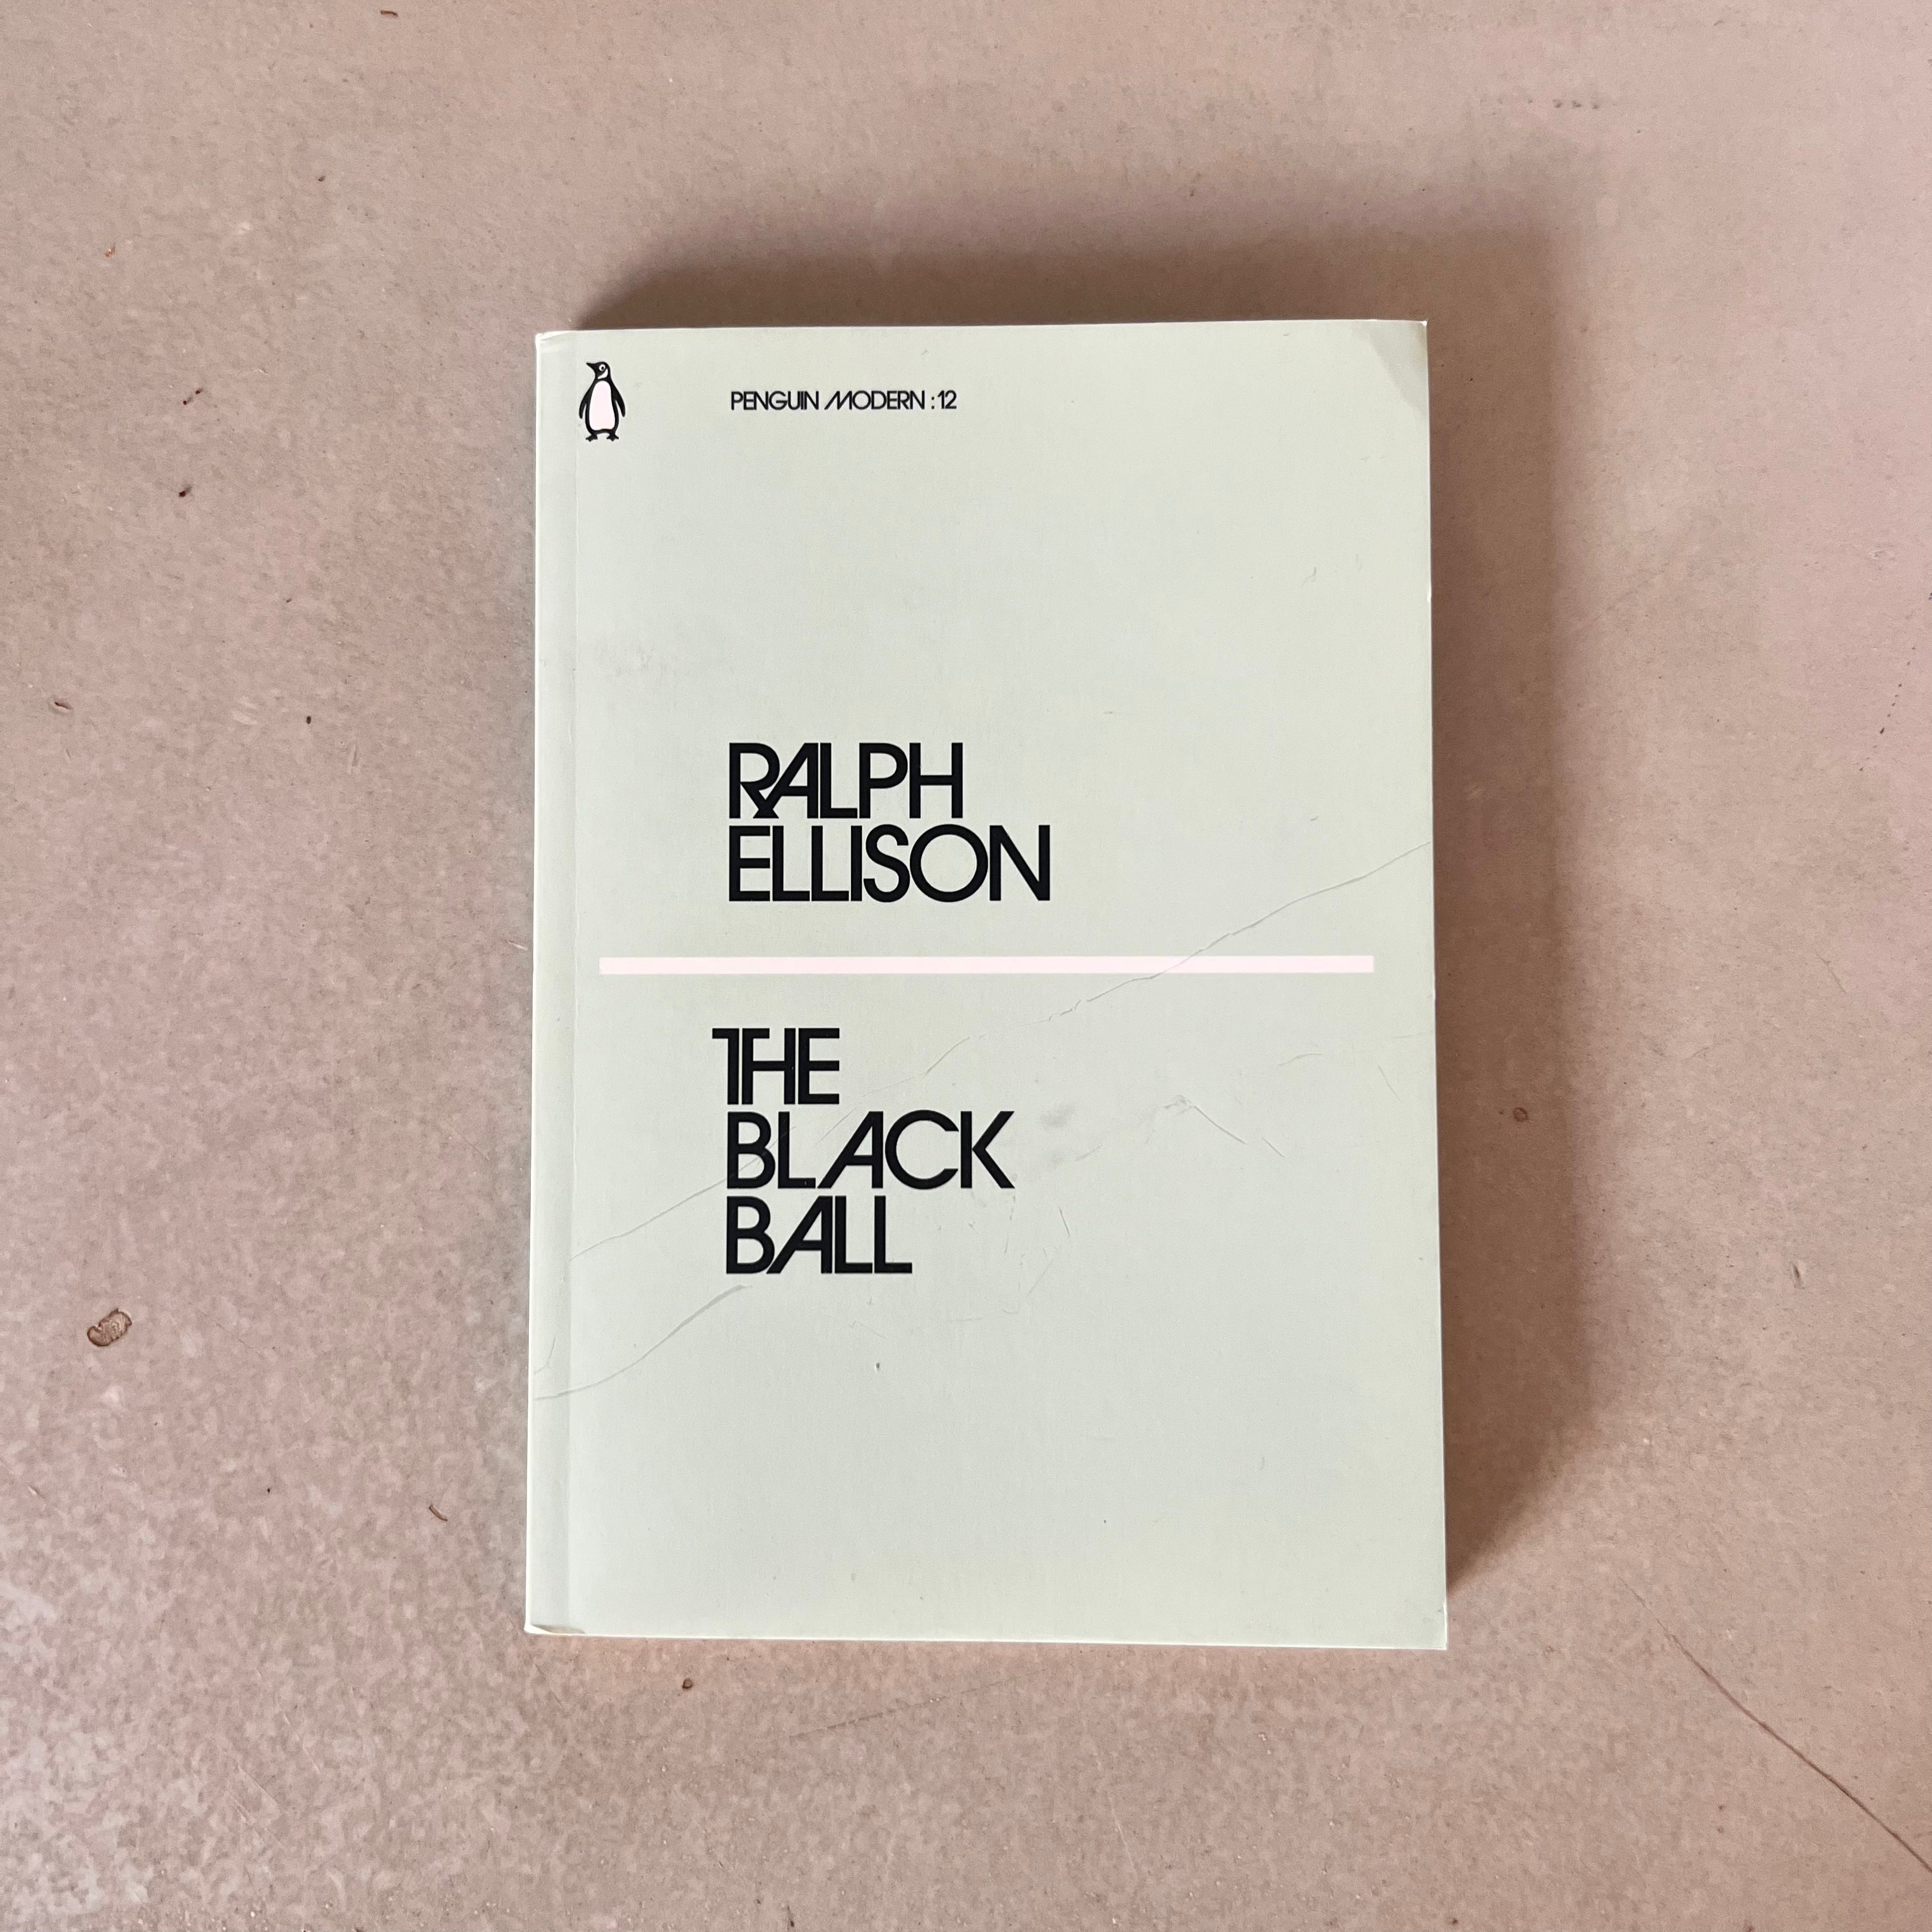 PENGUIN MODERN : 12
RALPH
ELLISON
THE
BLACK
BALL